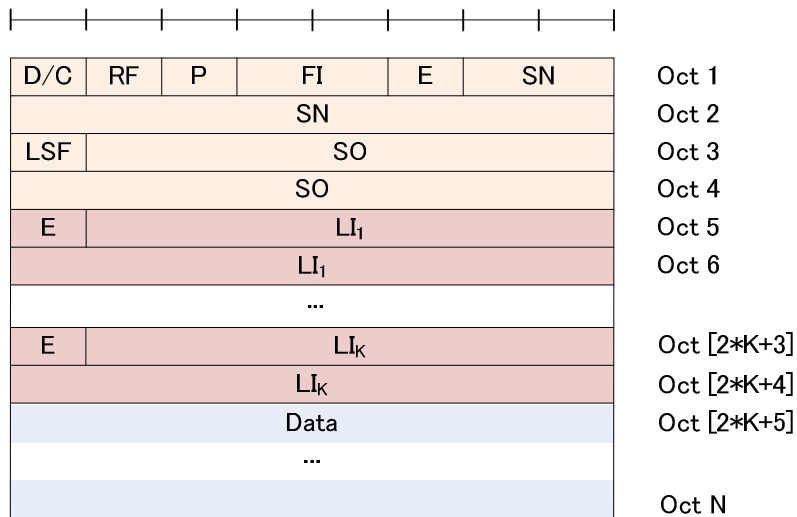 D/C RF P FI E SN Oct 1
SN Oct 2
LSF SO Oct 3
SO Oct 4
E LI₁ Oct 5
LI₁ Oct 6
...
E LIK Oct [2*K+3]
LIK Oct [2*K+4]
Data Oct [2*K+5]
...
Oct N